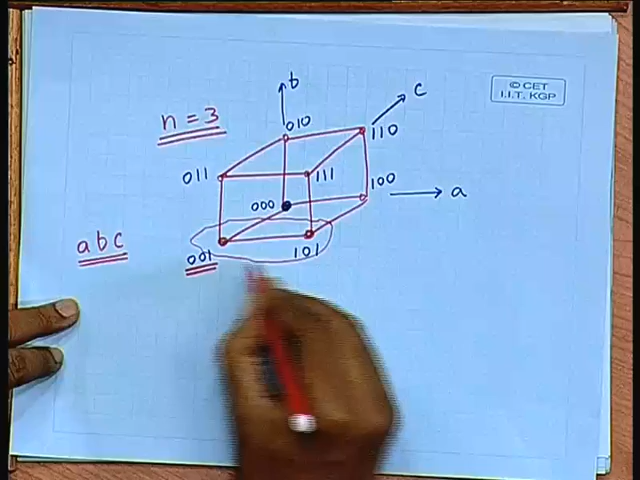 b
© CET
I.I.T. KGP
c
n = 3
010
110
011
111
100
a
000
abc
001
101